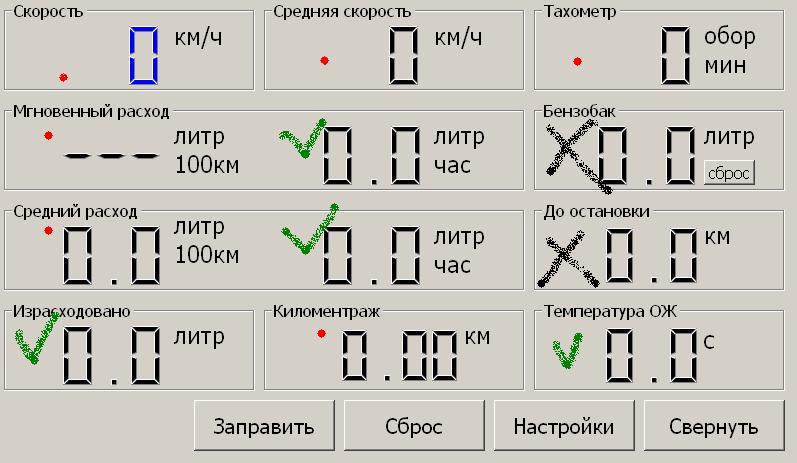 Скорость
0 км/ч
Средняя скорость
0 км/ч
Тахометр
0 обор
мин
Мгновенный расход
--- литр
100км
0.0 литр
час
Бензобак
0.0 литр
сброс
Средний расход
0.0 литр
100км
0.0 литр
час
До остановки
0.0 км
Израсходовано
0.0 литр
Киломентраж
0.00 км
Температура ОЖ
0.0 С
Заправить
Сброс
Настройки
Свернуть